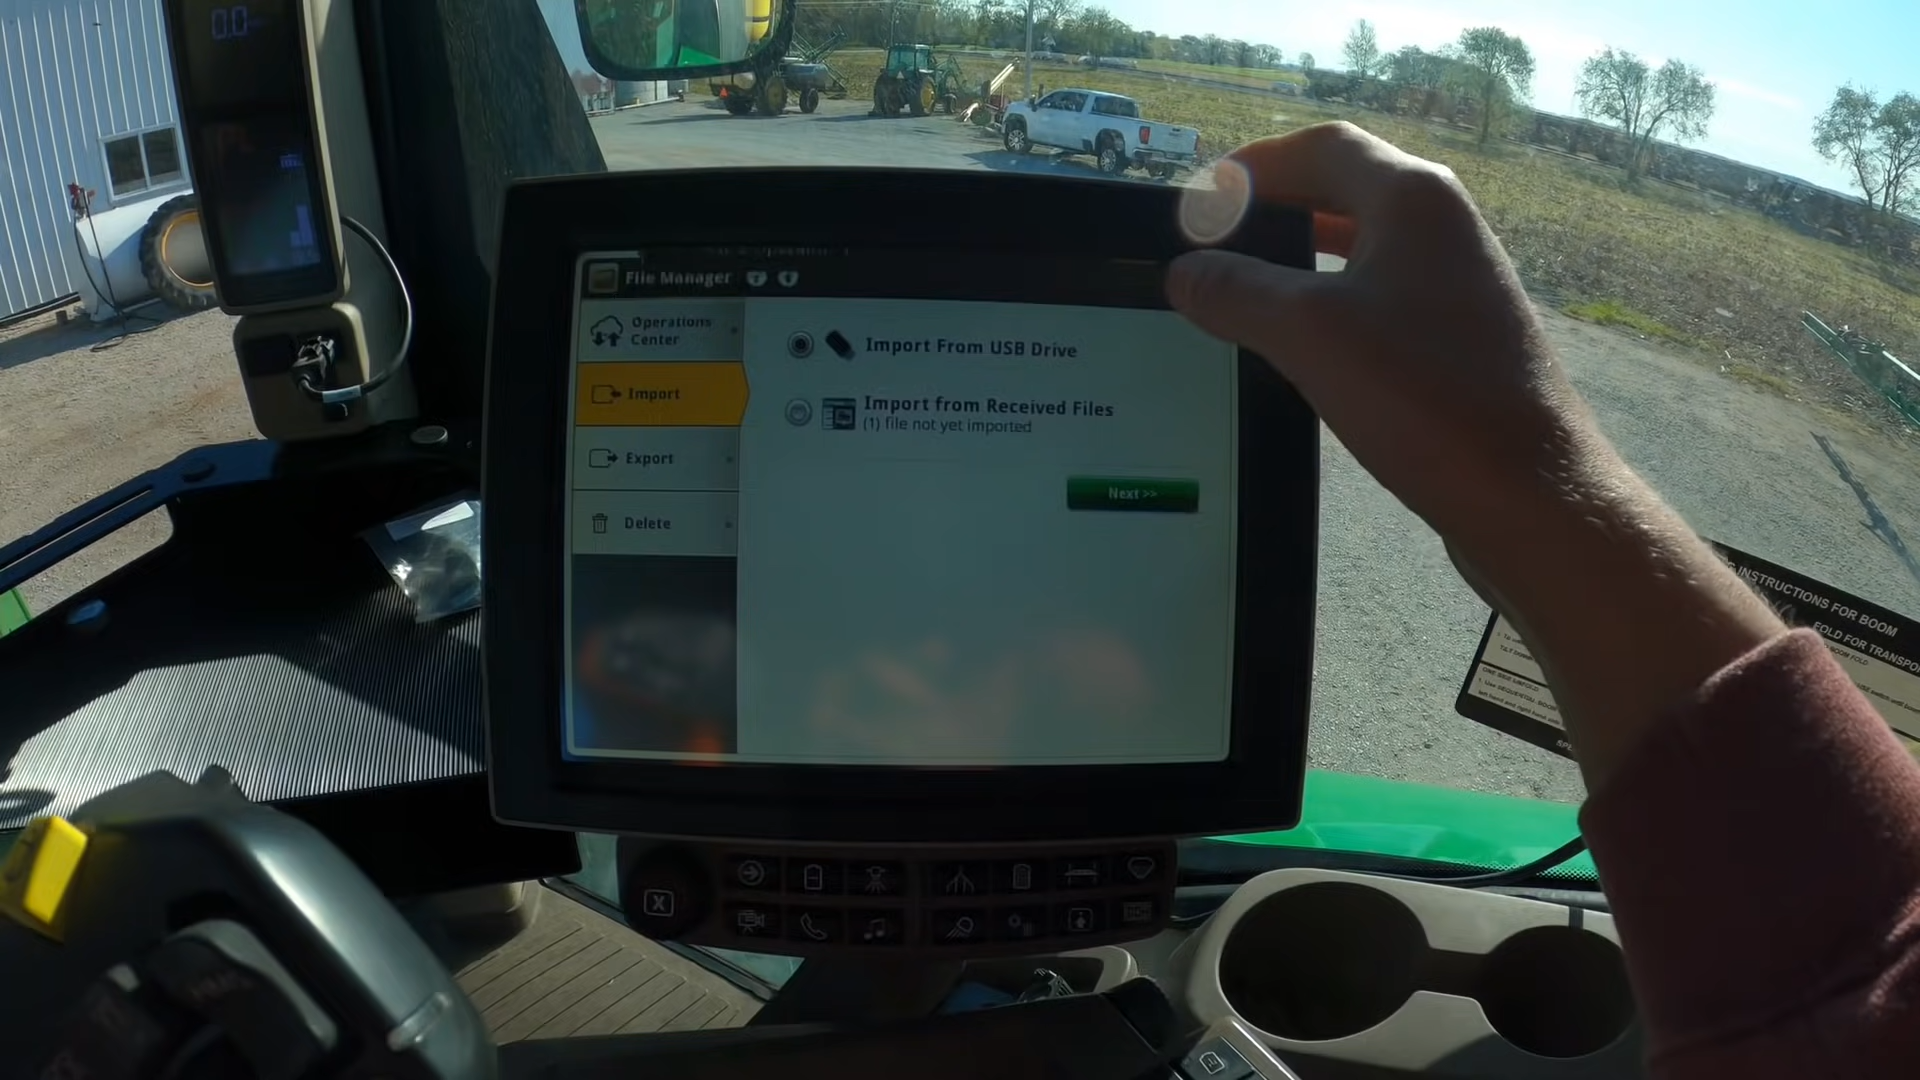 0.0
File Manager
Operations
Center
Import
Export
Delete
Import From USB Drive
Import from Received Files
(1) file not yet imported
Next >>
X
INSTRUCTIONS FOR BOOM
FOLD FOR TRANSPO